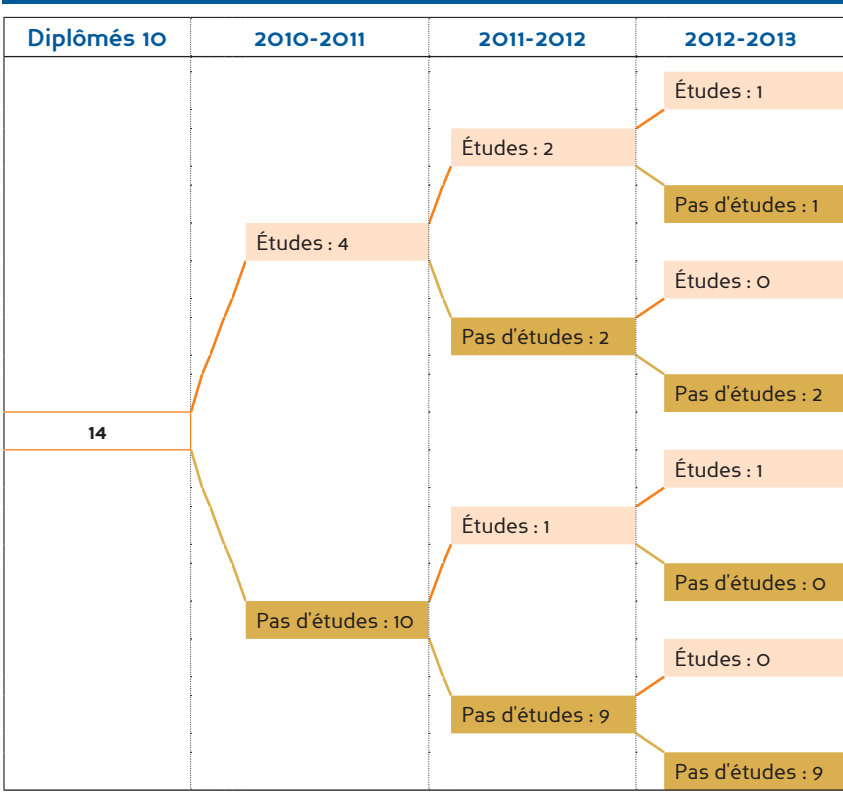 Diplômés 10 2010-2011 2011-2012 2012-2013
Études : 1
Études : 2
Pas d'études : 1
Études : 4
Études : 0
Pas d'études : 2
Pas d'études : 2
14
Études : 1
Études : 1
Pas d'études : 0
Pas d'études : 10
Études : 0
Pas d'études : 9
Pas d'études : 9